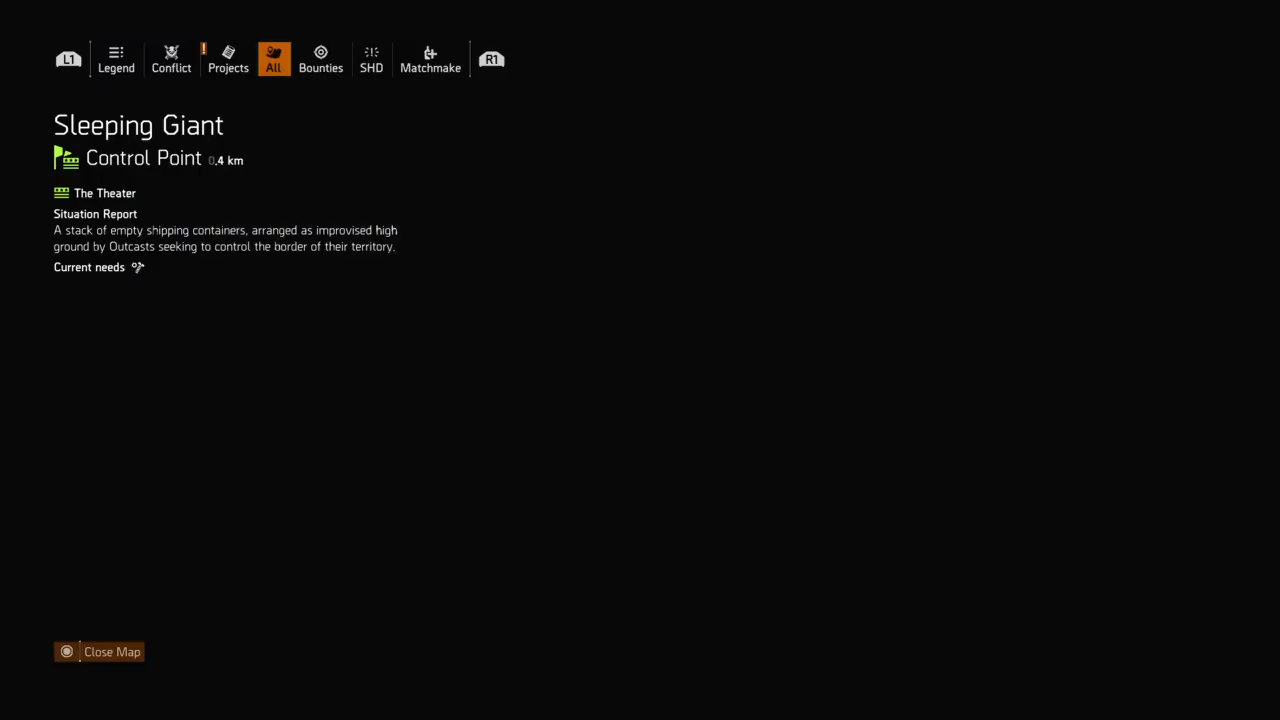 L1
Legend
Conflict
!
Projects
All
Bounties
SHD
Matchmake
R1
Sleeping Giant
Control Point 0.4 km
The Theater
Situation Report
A stack of empty shipping containers, arranged as improvised high
ground by Outcasts seeking to control the border of their territory.
Current needs
Close Map